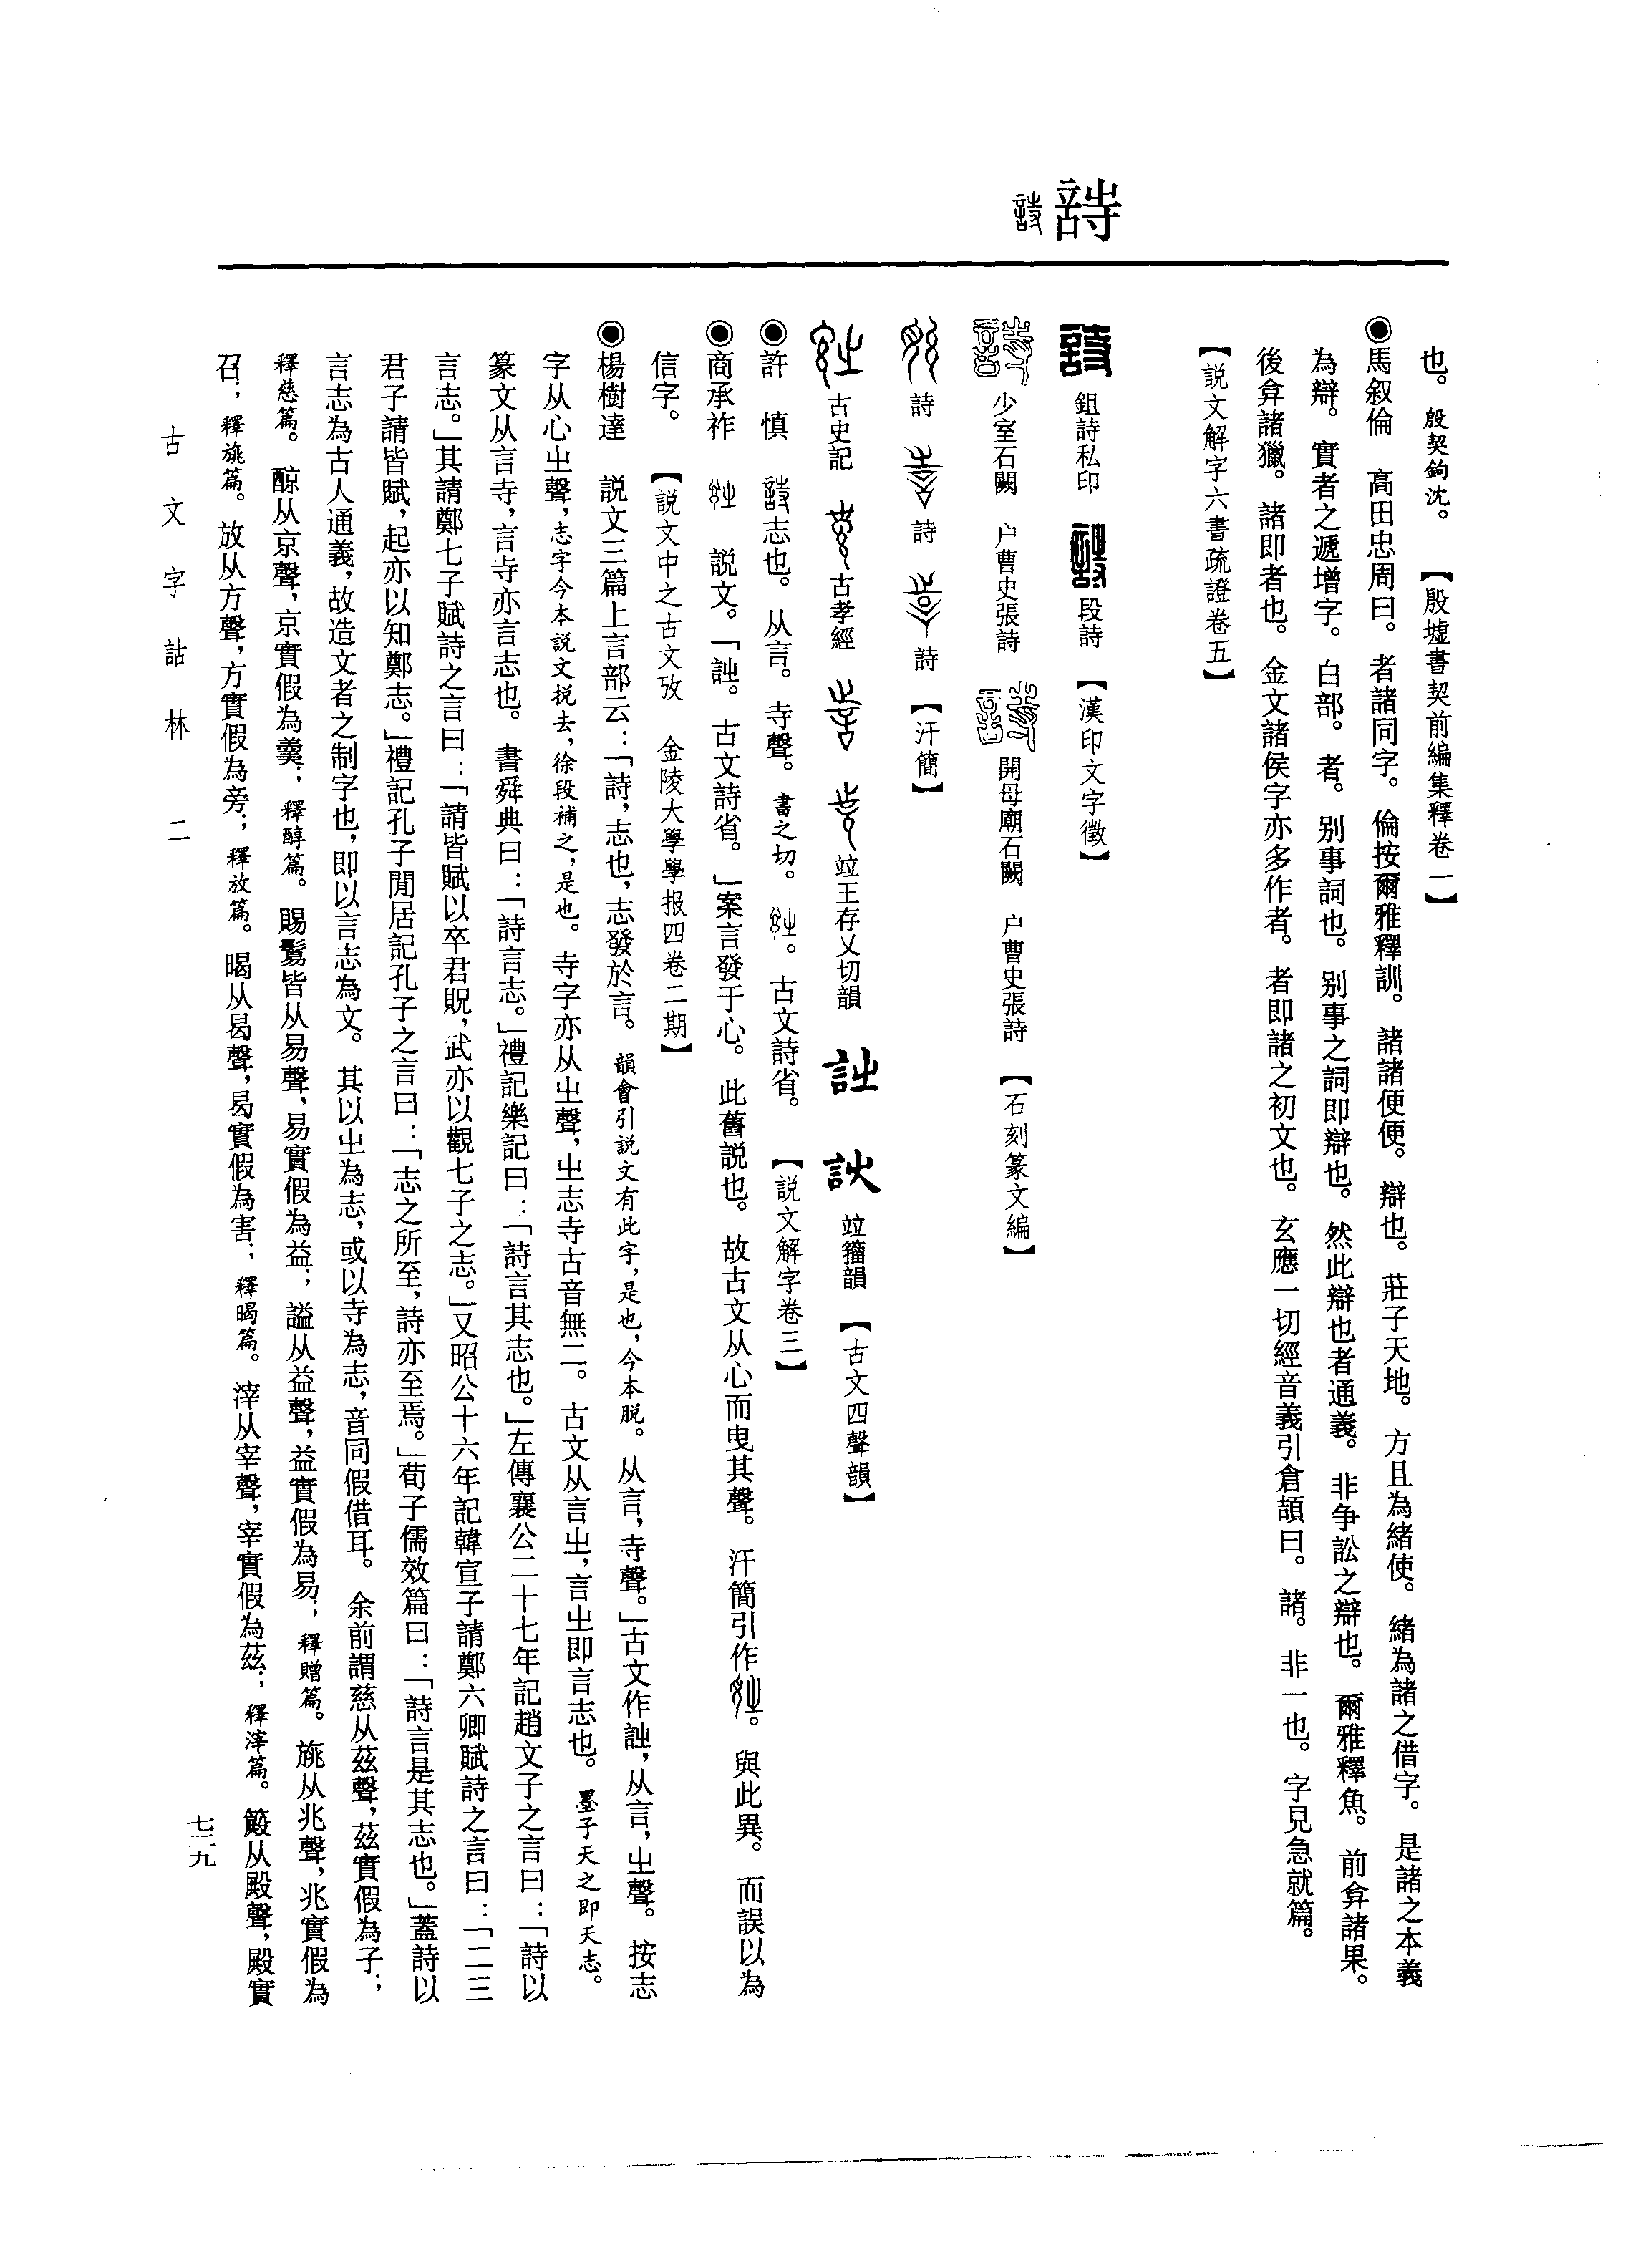 詩
詩
也。殷契鉤沈。【殷墟書契前編集釋卷一】
◉馬叙倫　高田忠周曰。者諸同字。倫按爾雅釋訓。諸諸便便。辯也。莊子天地。方且為緒使。緒為諸之借字。是諸之本義
為辯。實者之遞增字。白部。者。别事詞也。别事之詞即辯也。然此辯也者通義。非争訟之辯也。爾雅釋魚。前弇諸果。
後弇諸獵。諸即者也。金文諸侯字亦多作者。者即諸之初文也。玄應一切經音義引倉頡曰。諸。非一也。字見急就篇。
【説文解字六書疏證卷五】
詩 鉏詩私印 詩 段詩【漢印文字徵】
詩 少室石闕　户曹史張詩 詩 開母廟石闕　户曹史張詩【石刻篆文編】
詩 詩 詩【汗簡】
古史記 古孝經 竝王存乂切韻 𧥳 竝籀韻【古文四聲韻】
◉許　慎　詩志也。从言。寺聲。書之切。𧥳。古文詩省。【説文解字卷三】
◉商承祚　𧥳　説文。「𧥳。古文詩省。」案言發于心。此舊説也。故古文从心而曳其聲。汗簡引作。與此異。而誤以為
信字。【説文中之古文攷　金陵大學學报四卷二期】
◉楊樹達　説文三篇上言部云：「詩，志也，志發於言。韻會引説文有此字，是也，今本脱。从言，寺聲。」古文作𧥳，从言，㞢聲。按志
字从心㞢聲，志字今本説文挩去，徐段補之，是也。寺字亦从㞢聲，㞢志寺古音無二。古文从言㞢，言㞢即言志也。墨子天之即天志。
篆文从言寺，言寺亦言志也。書舜典曰：「詩言志。」禮記樂記曰：「詩言其志也。」左傳襄公二十七年記趙文子之言曰：「詩以
言志。」其請鄭七子賦詩之言曰：「請皆賦以卒君貺，武亦以觀七子之志。」又昭公十六年記韓宣子請鄭六卿賦詩之言曰：「二三
君子請皆賦，起亦以知鄭志。」禮記孔子閒居記孔子之言曰：「志之所至，詩亦至焉。」荀子儒效篇曰：「詩言是其志也。」蓋詩以
言志為古人通義，故造文者之制字也，即以言志為文。其以㞢為志，或以寺為志，音同假借耳。余前謂慈从茲聲，茲實假為子；
釋慈篇。醇从京聲，京實假為羹；釋醇篇。賜鬄皆从易聲，易實假為益；謚从益聲，益實假為易；釋贈篇。旐从兆聲，兆實假為
召；釋旐篇。放从方聲，方實假為旁；釋放篇。暍从曷聲，曷實假為害；釋暍篇。滓从宰聲，宰實假為茲；釋滓篇。簸从殿聲，殿實
古文字詁林　二
七二九